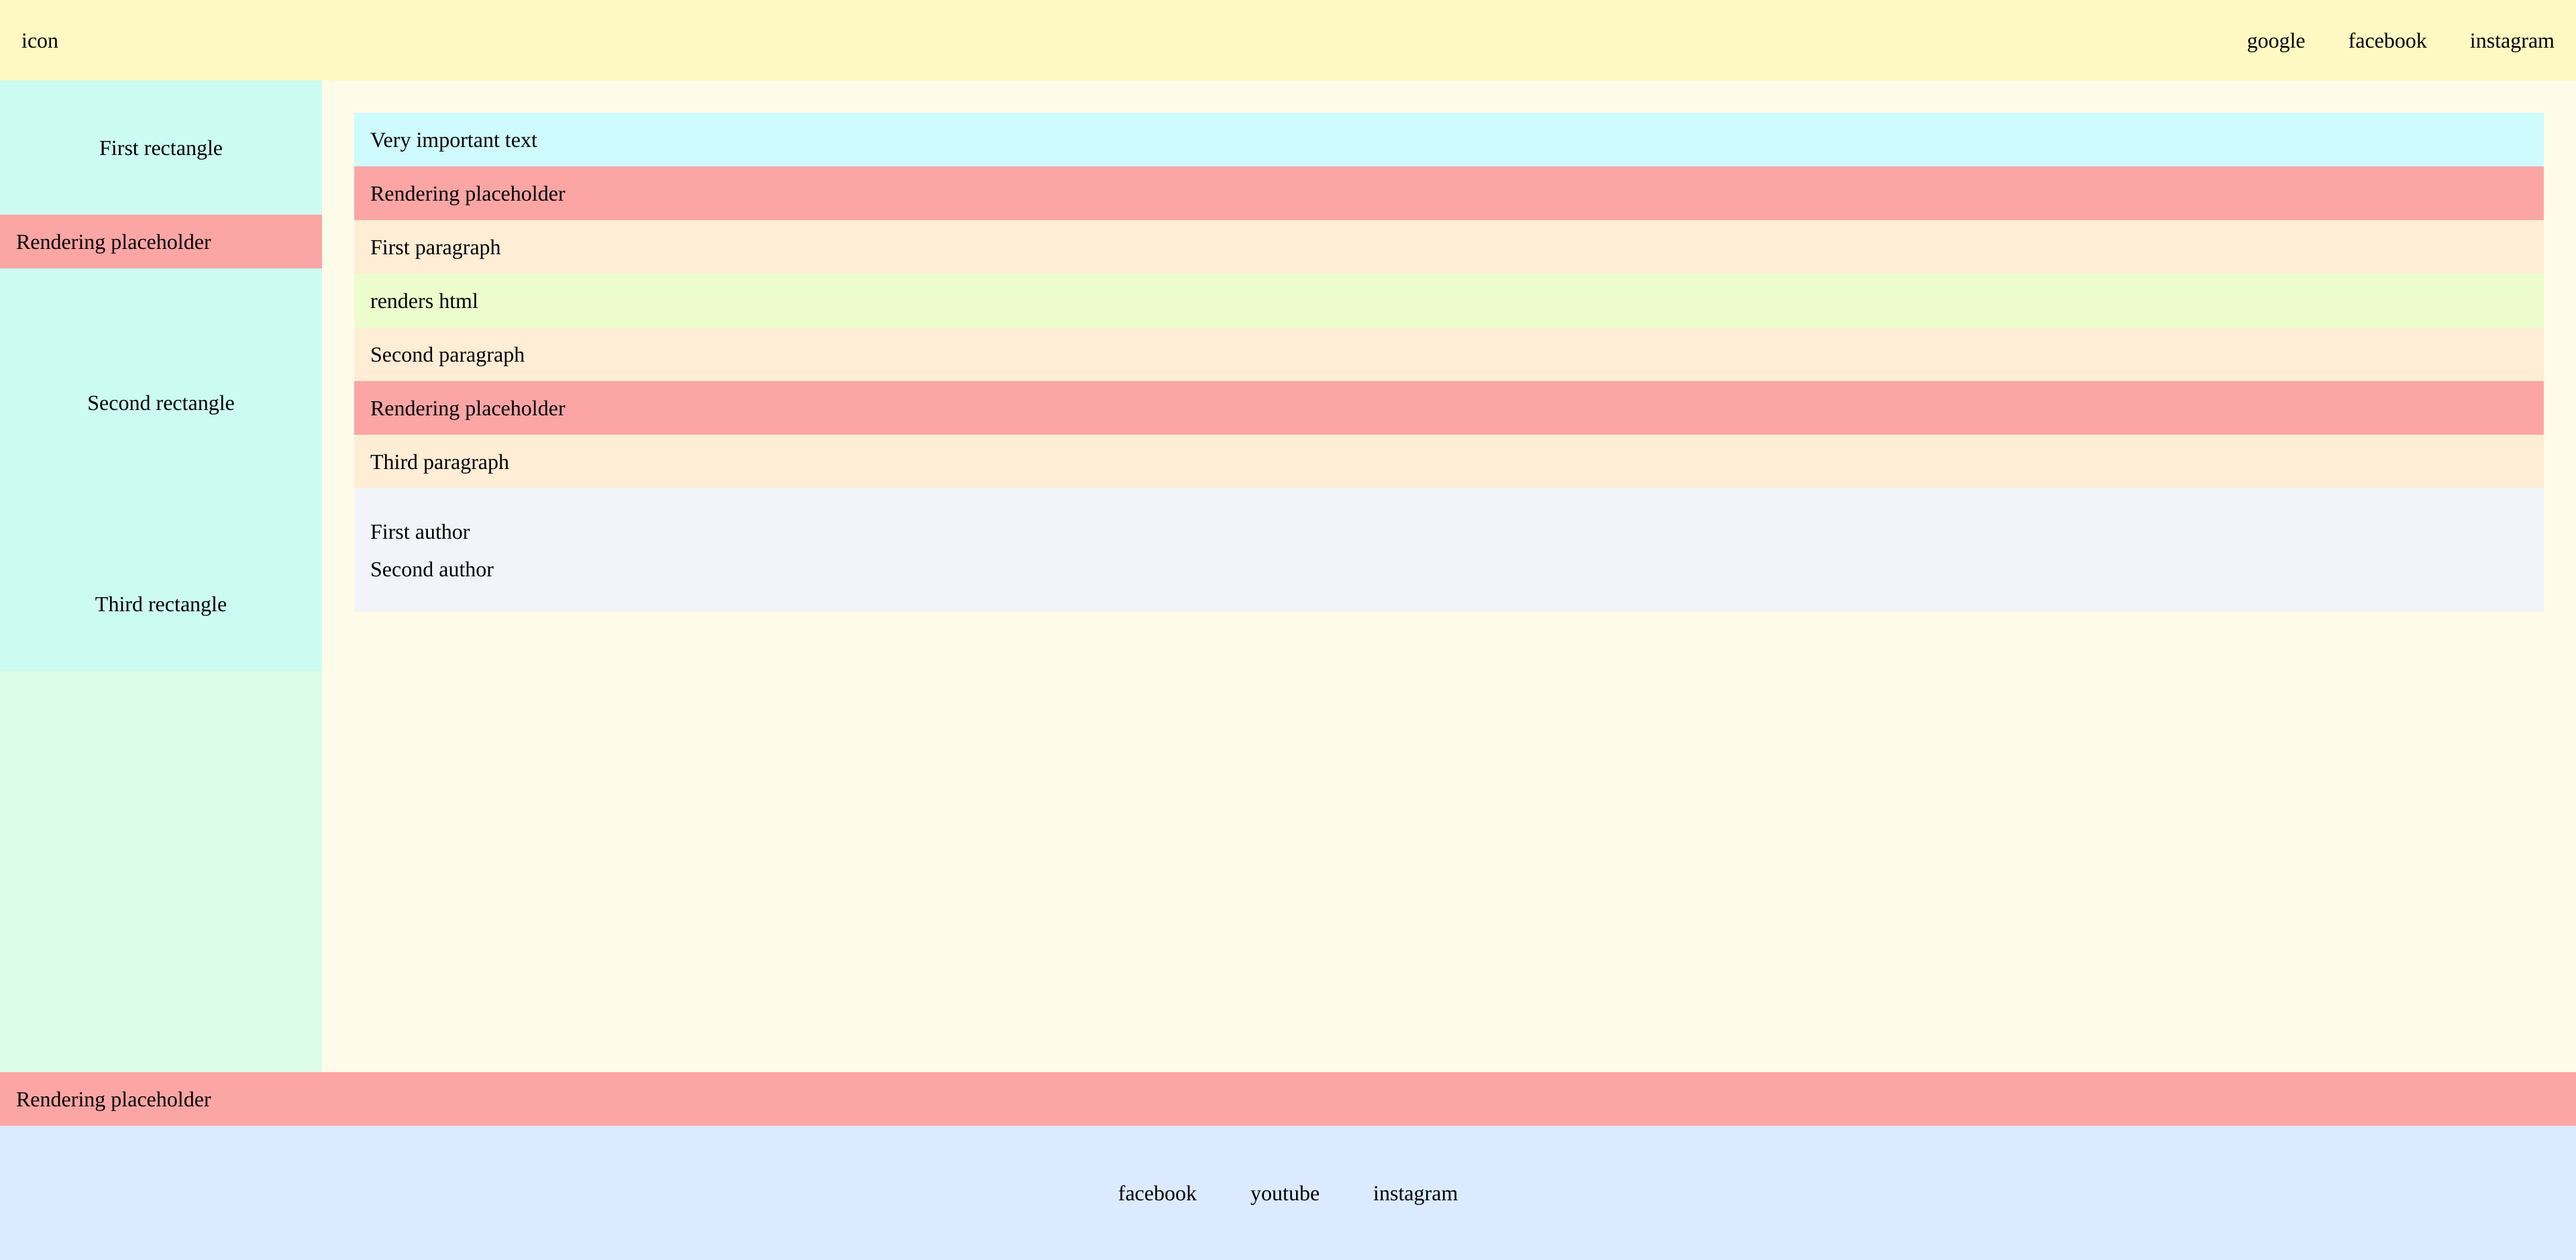 icon
google facebook instagram
First rectangle
Rendering placeholder
Second rectangle
Third rectangle
Very important text
Rendering placeholder
First paragraph
renders html
Second paragraph
Rendering placeholder
Third paragraph
First author
Second author
Rendering placeholder
facebook youtube instagram